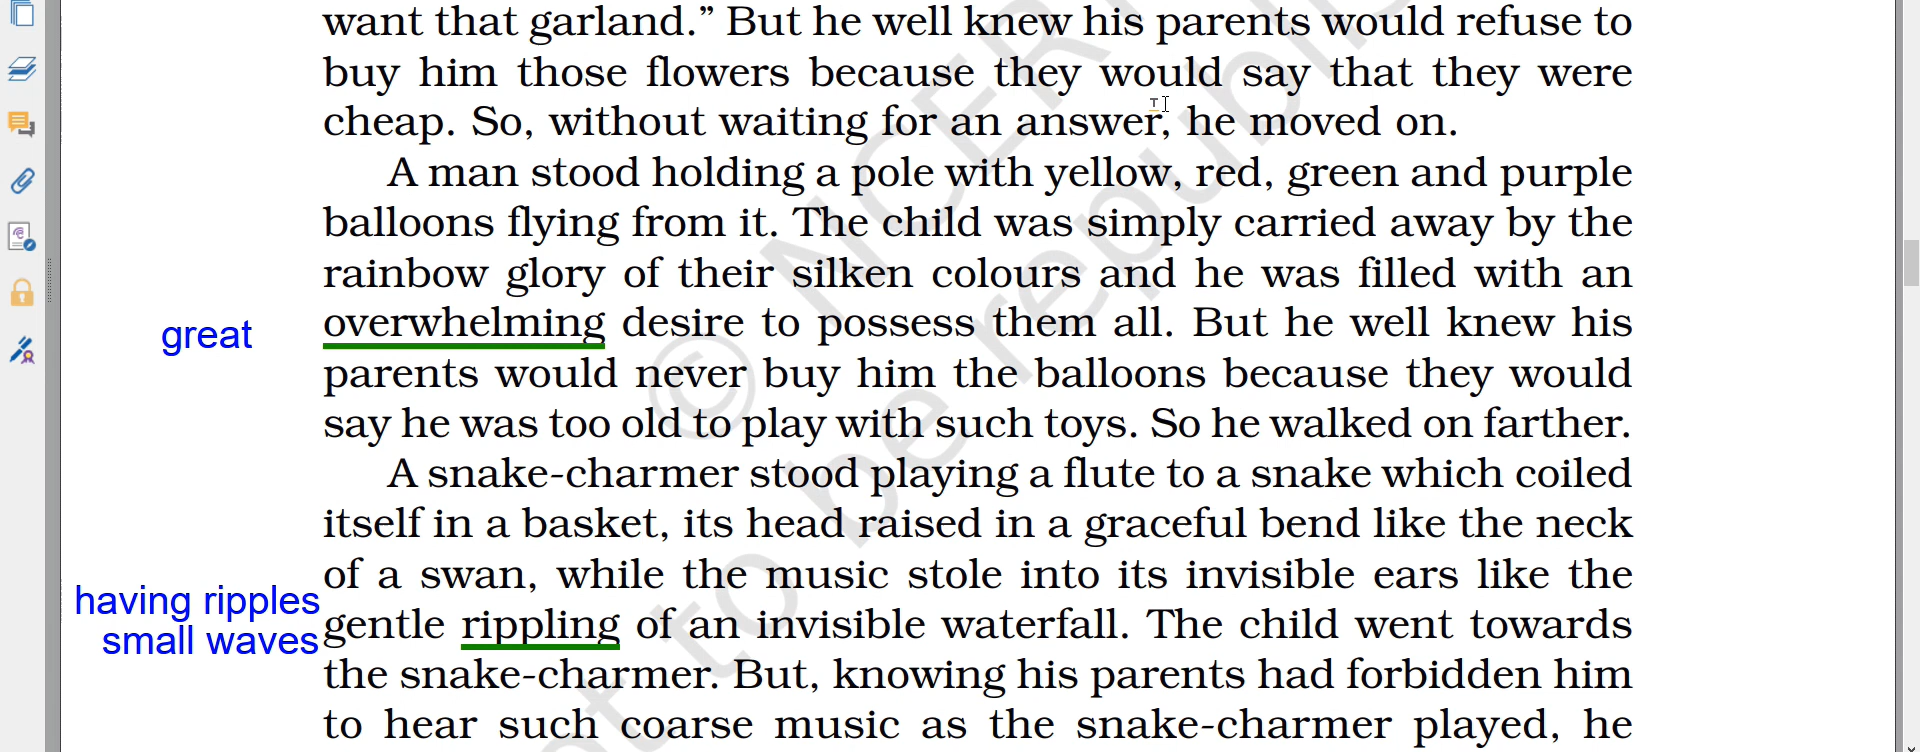 want that garland.” But he well knew his parents would refuse to
buy him those flowers because they would say that they were
cheap. So, without waiting for an answer, he moved on.
A man stood holding a pole with yellow, red, green and purple
balloons flying from it. The child was simply carried away by the
rainbow glory of their silken colours and he was filled with an
great
overwhelming desire to possess them all. But he well knew his
parents would never buy him the balloons because they would
say he was too old to play with such toys. So he walked on farther.
A snake-charmer stood playing a flute to a snake which coiled
itself in a basket, its head raised in a graceful bend like the neck
of a swan, while the music stole into its invisible ears like the
having ripples
small waves
gentle rippling of an invisible waterfall. The child went towards
the snake-charmer. But, knowing his parents had forbidden him
to hear such coarse music as the snake-charmer played, he
© NCER
to be republi